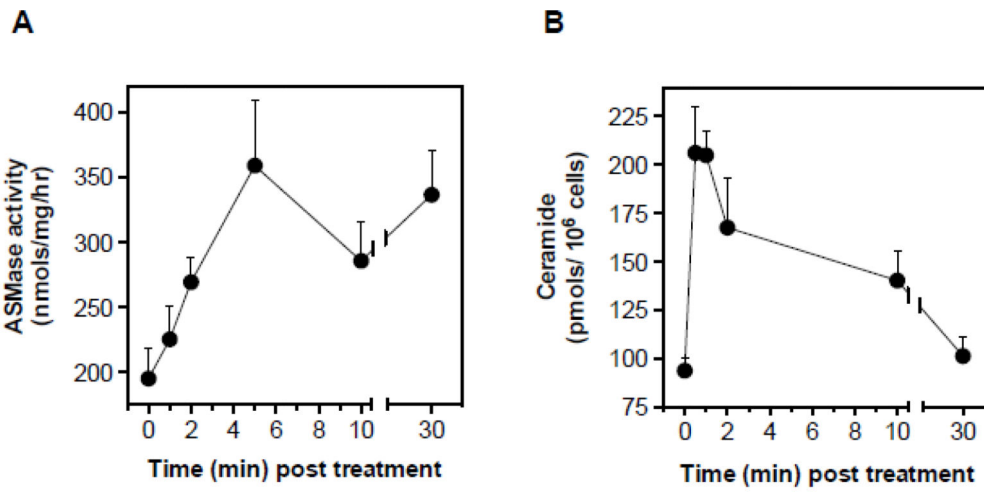 A
B
ASMase activity
(nmols/mg/hr)
400
350
300
250
200
0 2 4 6 8 10 30
Time (min) post treatment
Ceramide
(pmols/ 10⁶ cells)
225
200
175
150
125
100
75
0 2 4 6 8 10 30
Time (min) post treatment